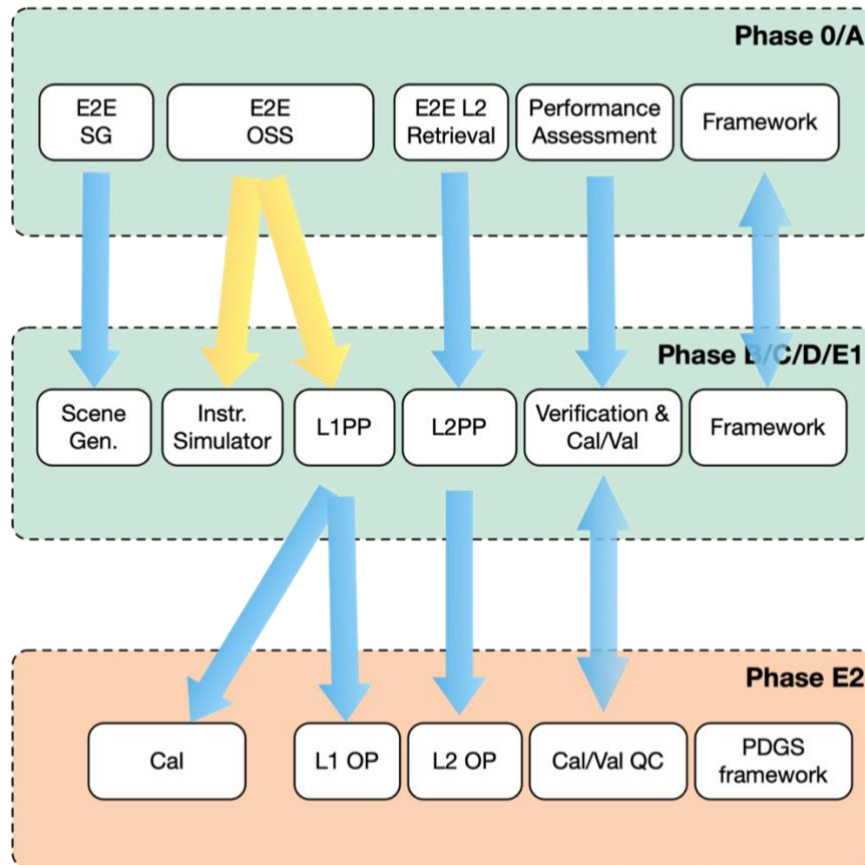 Phase 0/A
E2E
SG
E2E
OSS
E2E L2
Retrieval
Performance
Assessment
Framework
Phase B/C/D/E1
Scene
Gen.
Instr.
Simulator
L1PP
L2PP
Verification &
Cal/Val
Framework
Phase E2
Cal
L1 OP
L2 OP
Cal/Val QC
PDGS
framework